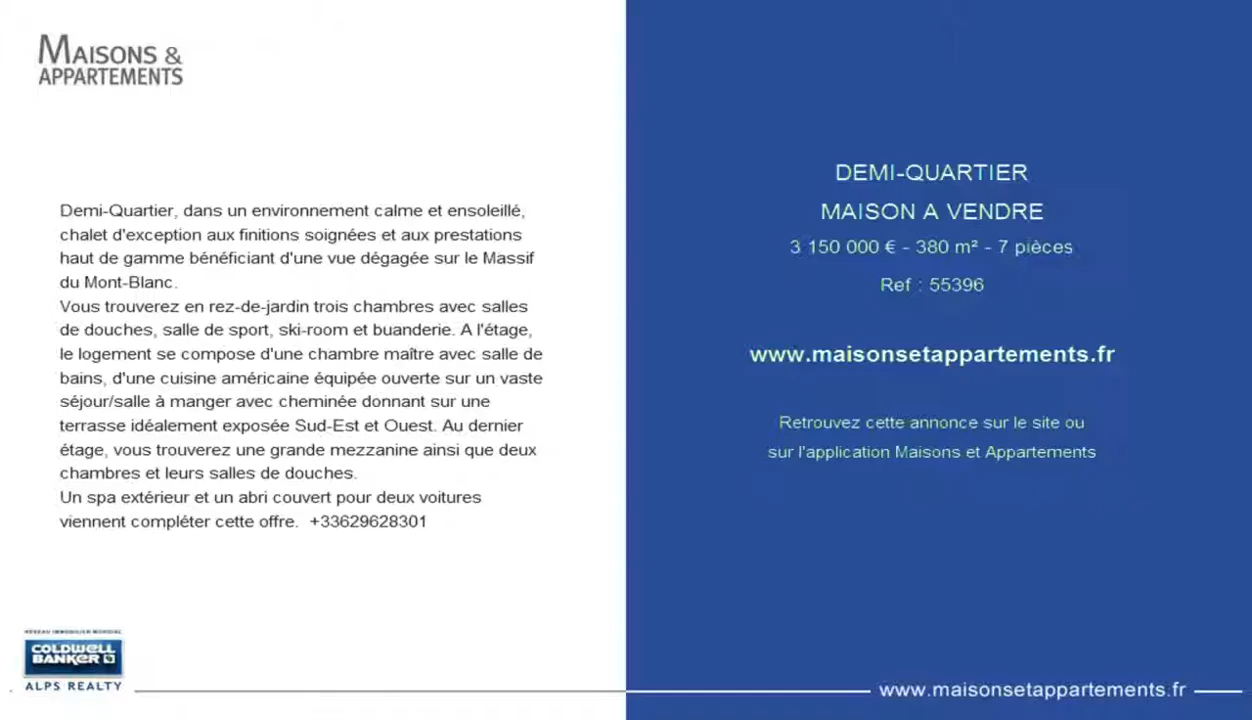 MAISONS &
APPARTEMENTS
Demi-Quartier, dans un environnement calme et ensoleillé,
chalet d'exception aux finitions soignées et aux prestations
haut de gamme bénéficiant d'une vue dégagée sur le Massif
du Mont-Blanc.
Vous trouverez en rez-de-jardin trois chambres avec salles
de douches, salle de sport, ski-room et buanderie. A l'étage,
le logement se compose d'une chambre maître avec salle de
bains, d'une cuisine américaine équipée ouverte sur un vaste
séjour/salle à manger avec cheminée donnant sur une
terrasse idéalement exposée Sud-Est et Ouest. Au dernier
étage, vous trouverez une grande mezzanine ainsi que deux
chambres et leurs salles de douches.
Un spa extérieur et un abri couvert pour deux voitures
viennent compléter cette offre. +33629628301
RÉSEAU IMMOBILIER MONDIAL
COLDWELL
BANKER
ALPS REALTY
DEMI-QUARTIER
MAISON A VENDRE
3 150 000 € - 380 m² - 7 pièces
Ref : 55396
www.maisonsetappartements.fr
Retrouvez cette annonce sur le site ou
sur l'application Maisons et Appartements
www.maisonsetappartements.fr